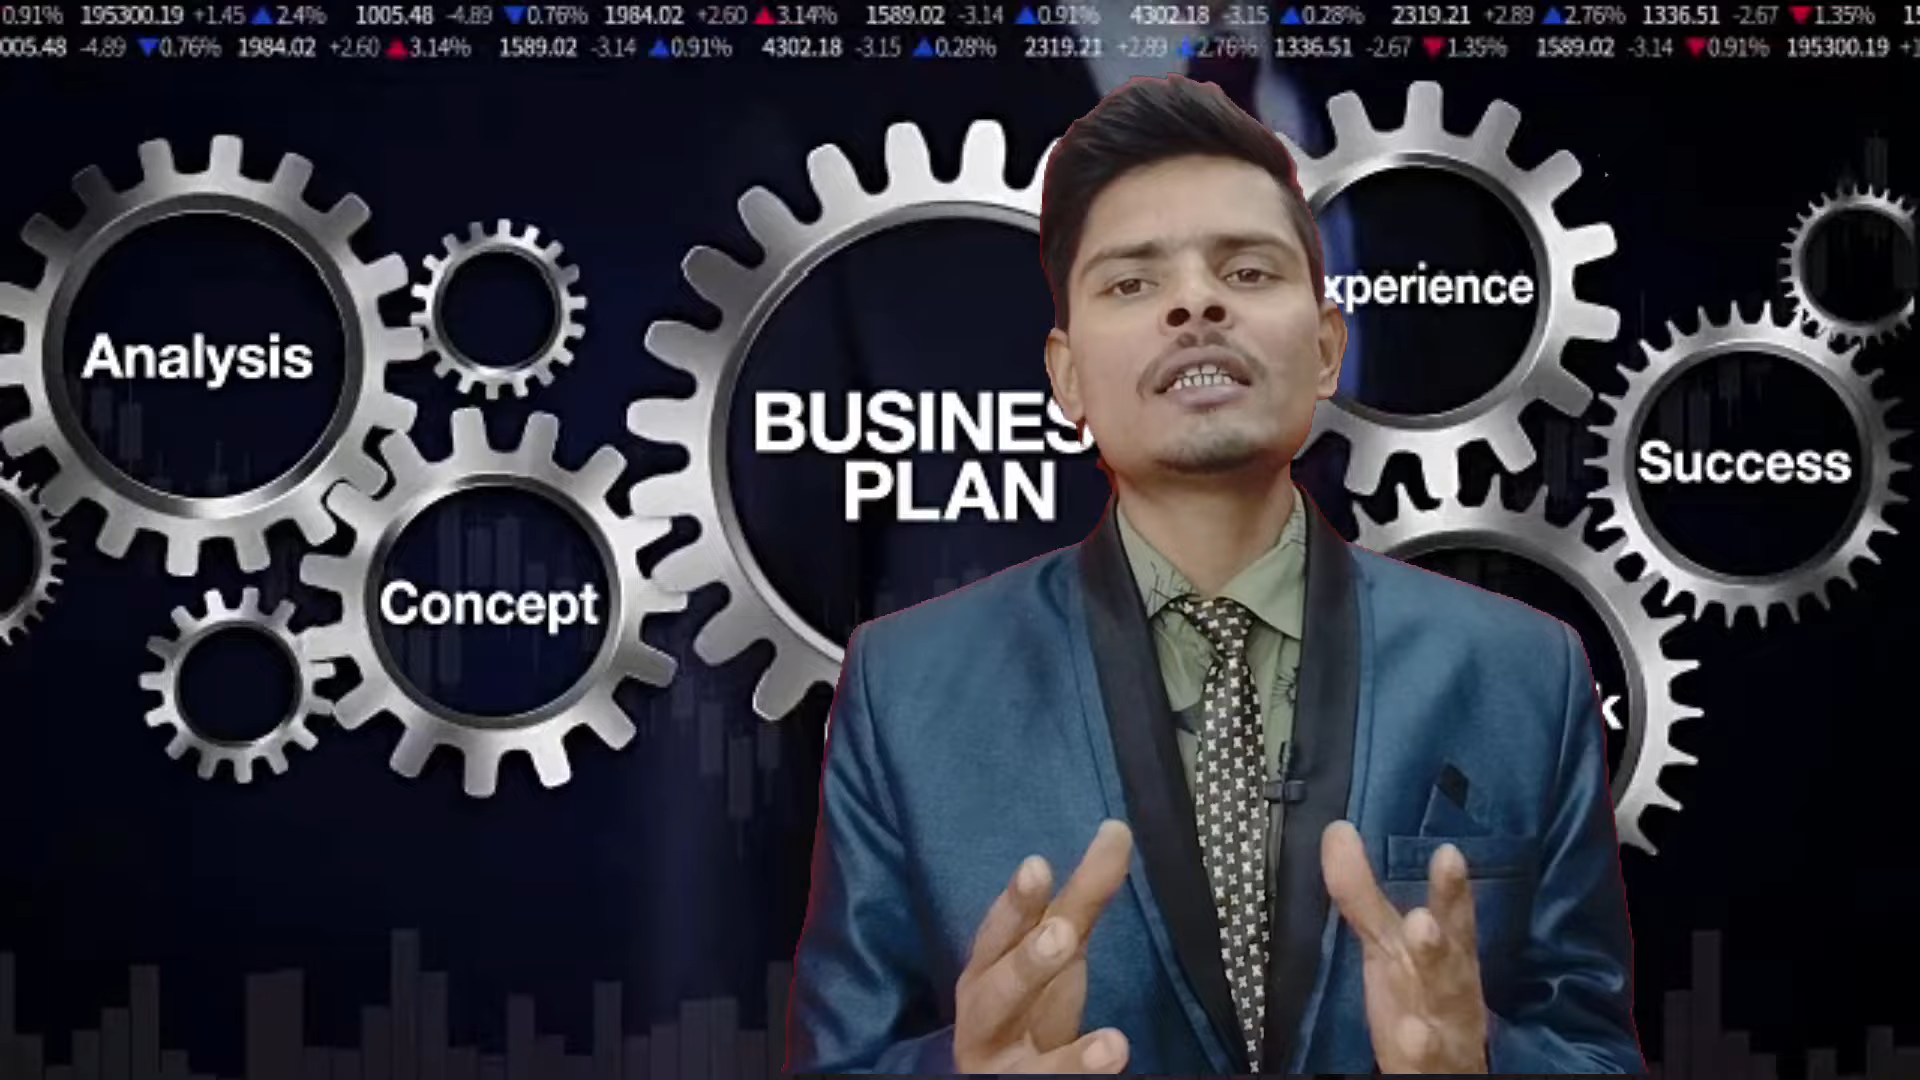 0.91% 195300.19 +1.45 2.4% 1005.48 -4.89 0.76% 1984.02 +2.60 3.14% 1589.02 -3.14 0.91% 4302.18 -3.15 0.28% 2319.21 +2.89 2.76% 1336.51 -2.67 1.35%
005.48 -4.89 0.76% 1984.02 +2.60 3.14% 1589.02 -3.14 0.91% 4302.18 -3.15 0.28% 2319.21 +2.89 2.76% 1336.51 -2.67 1.35% 1589.02 -3.14 0.91% 195300.19
xperience
Analysis
BUSINES
PLAN
Success
Concept
k